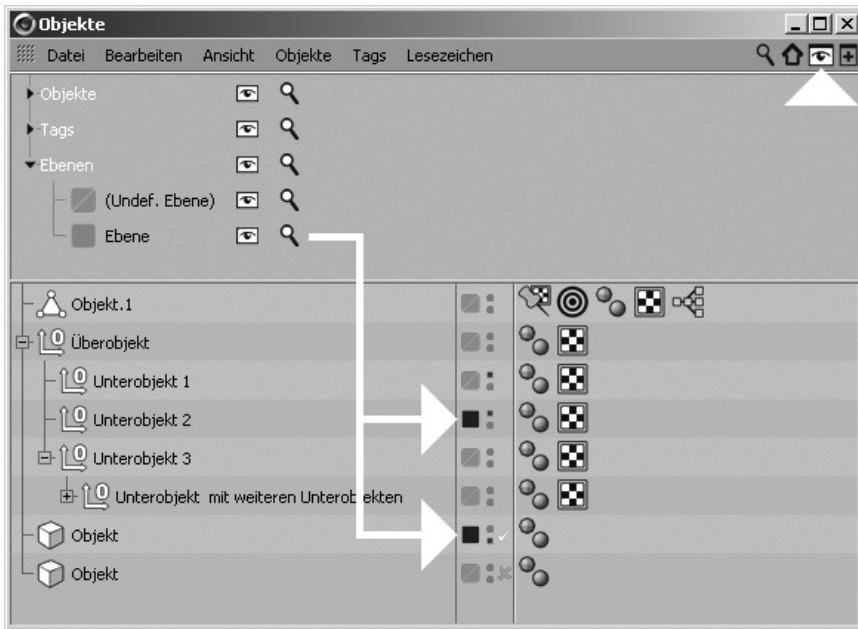 Objekte
Datei Bearbeiten Ansicht Objekte Tags Lesezeichen
Objekte
Tags
Ebenen
(Undef. Ebene)
Ebene
Objekt.1
Überobjekt
Unterobjekt 1
Unterobjekt 2
Unterobjekt 3
Unterobjekt mit weiteren Unterobjekten
Objekt
Objekt